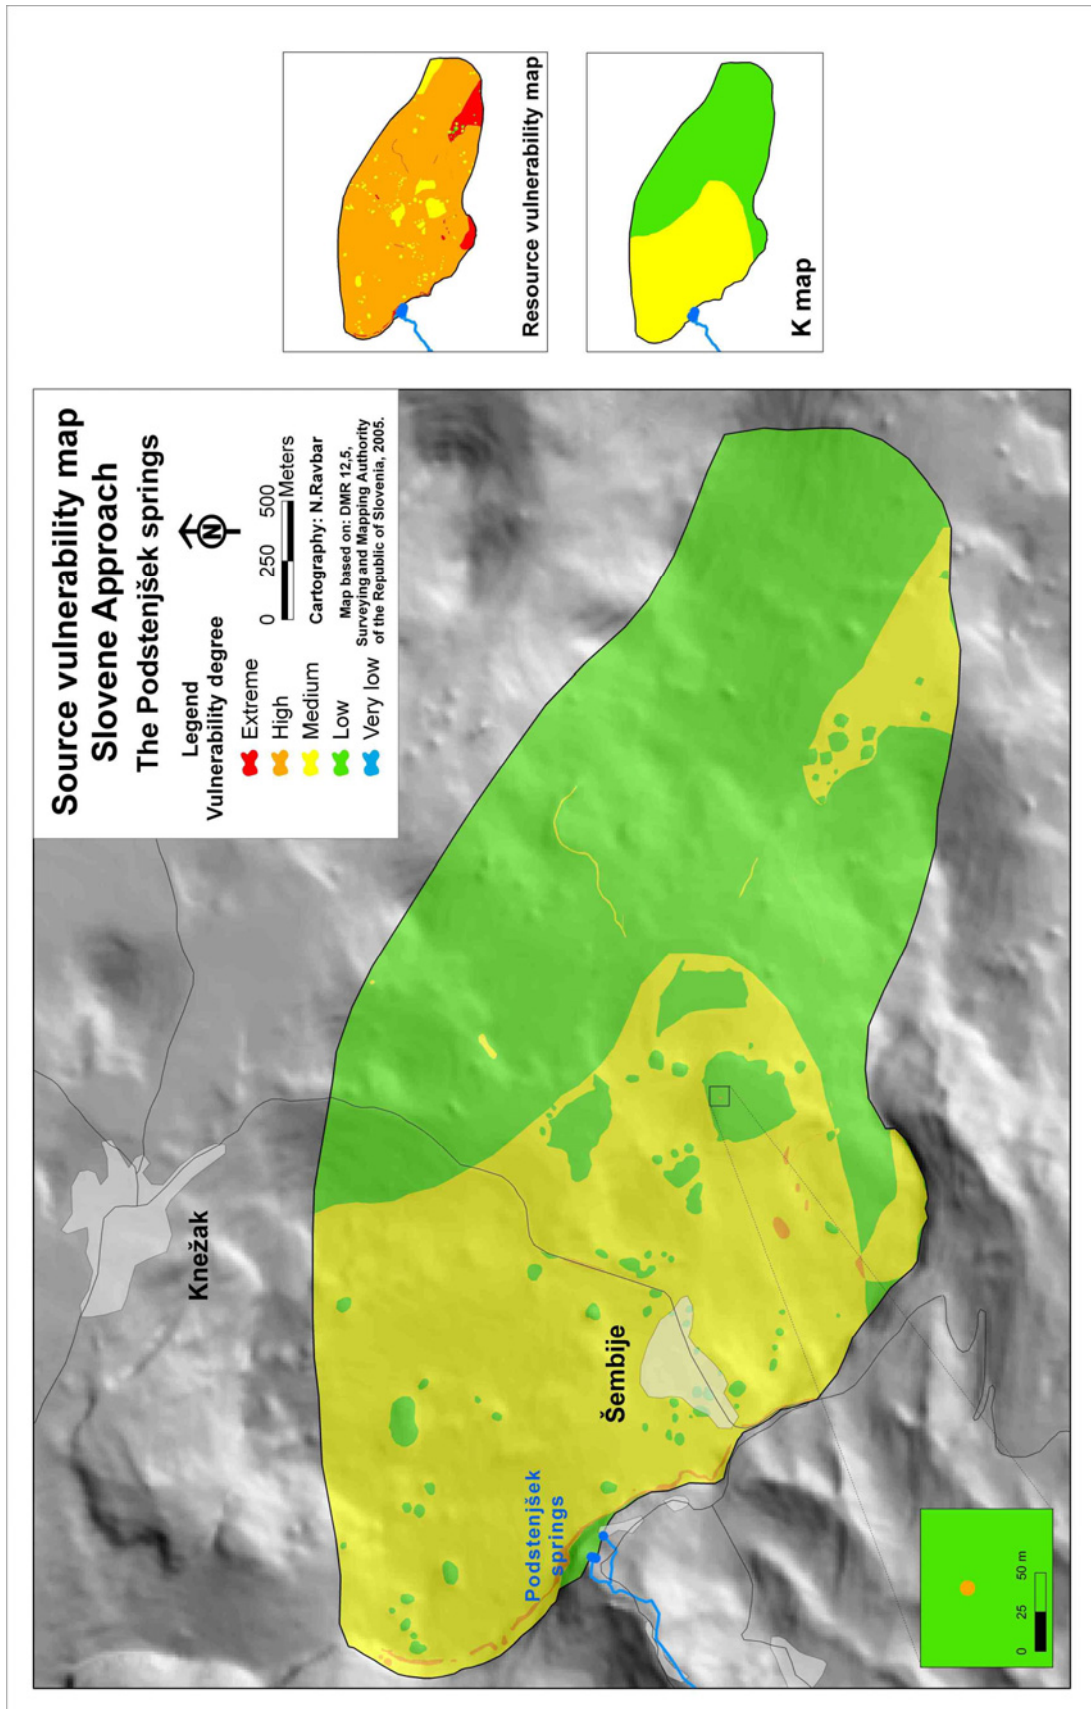 Source vulnerability map
Slovene Approach
The Podstenjšek springs
Legend
Vulnerability degree
Extreme
High
Medium
Low
Very low
N
0 250 500
Meters
Cartography: N.Ravbar
Map based on: DMR 12,5,
Surveying and Mapping Authority
of the Republic of Slovenia, 2005.
Knežak
Šembije
Podstenjšek
springs
0 25 50 m
Resource vulnerability map
K map